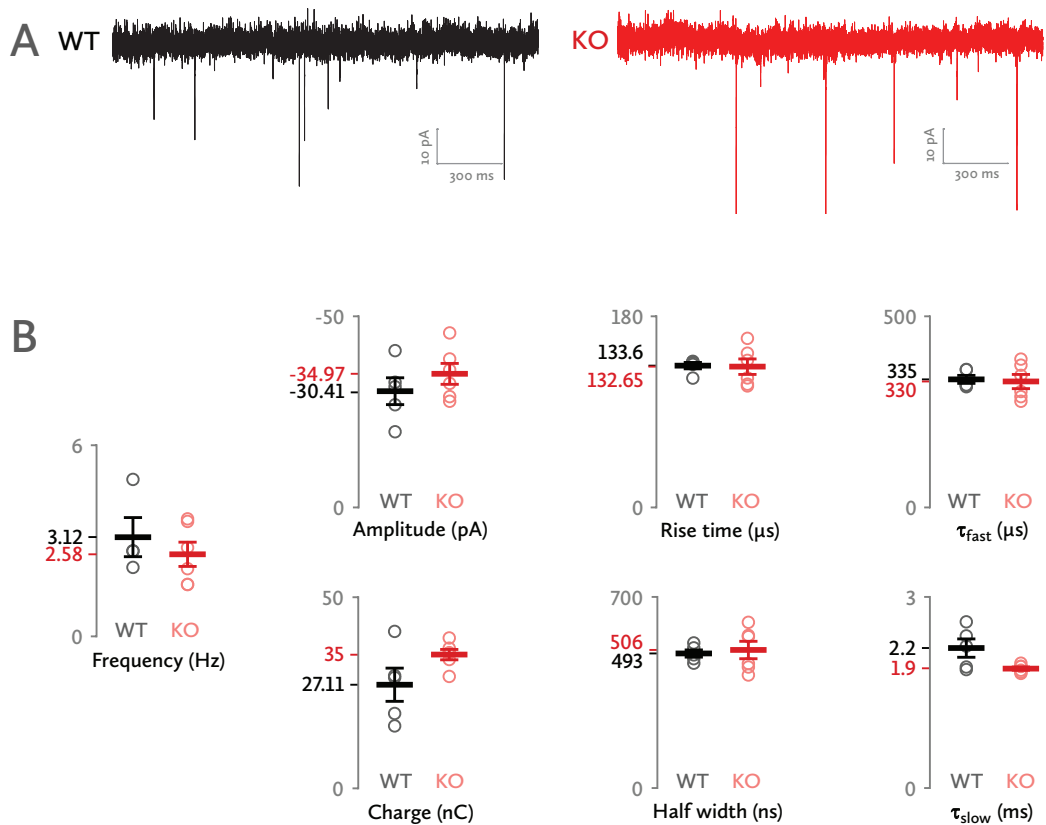 A WT KO
10 pA
300 ms
10 pA
300 ms
B
-50
-34.97
-30.41
0
WT KO
Amplitude (pA)
180
133.6
132.65
0
WT KO
Rise time (µs)
500
335
330
0
WT KO
τfast (µs)
6
3.12
2.58
0
WT KO
Frequency (Hz)
50
35
27.11
0
WT KO
Charge (nC)
700
506
493
0
WT KO
Half width (ns)
3
2.2
1.9
0
WT KO
τslow (ms)